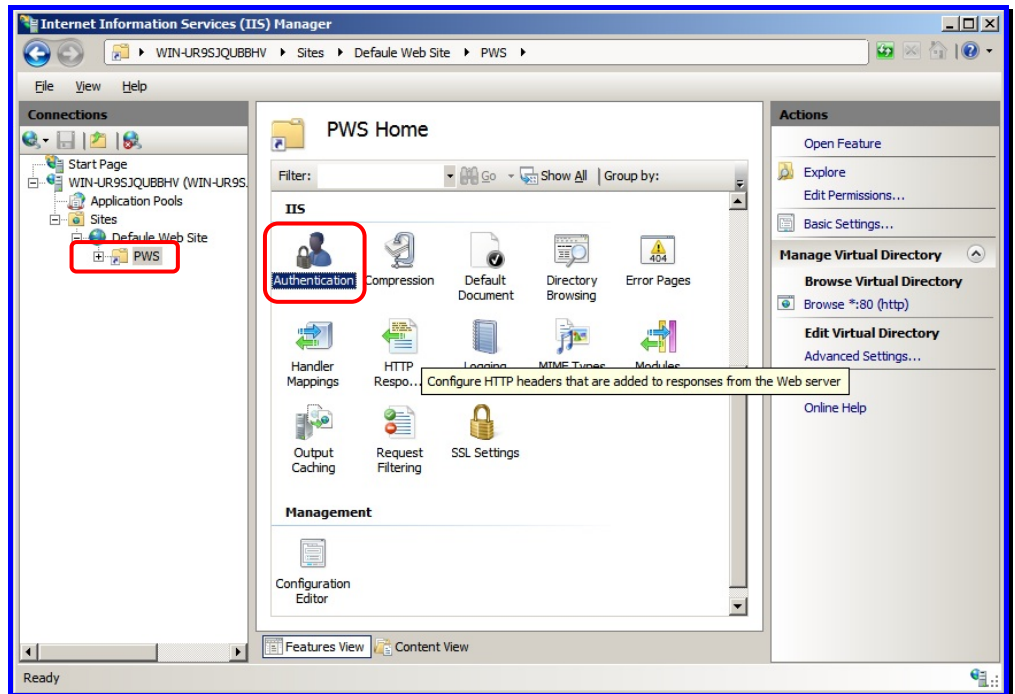 Internet Information Services (IIS) Manager
WIN-UR9SJQUBBHV Sites Defaule Web Site PWS
File View Help
Connections
Start Page
WIN-UR9SJQUBBHV (WIN-UR9S.
Application Pools
Sites
Defaule Web Site
PWS
PWS Home
Filter: Go Show All Group by:
IIS
Authentication
Compression
Default
Document
Directory
Browsing
Error Pages
404
Handler
Mappings
HTTP
Respo...
Logging
MIME Types
Modules
Configure HTTP headers that are added to responses from the Web server
Output
Caching
Request
Filtering
SSL Settings
Management
Configuration
Editor
Features View Content View
Actions
Open Feature
Explore
Edit Permissions...
Basic Settings...
Manage Virtual Directory
Browse Virtual Directory
Browse *:80 (http)
Edit Virtual Directory
Advanced Settings...
Online Help
Ready